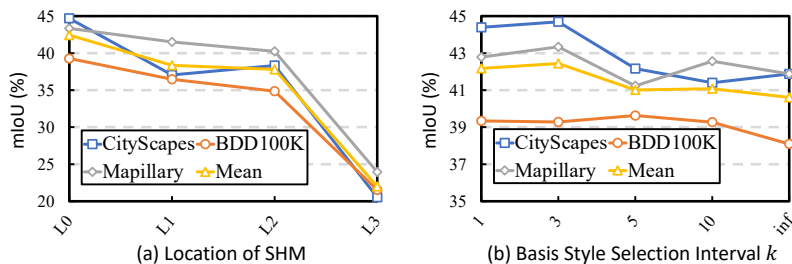 mIoU (%)
45
40
35
30
25
20
CityScapes
BDD100K
Mapillary
Mean
L0
L1
L2
L3
(a) Location of SHM
mIoU (%)
45
43
41
39
37
35
CityScapes
BDD100K
Mapillary
Mean
1
3
5
10
inf
(b) Basis Style Selection Interval k